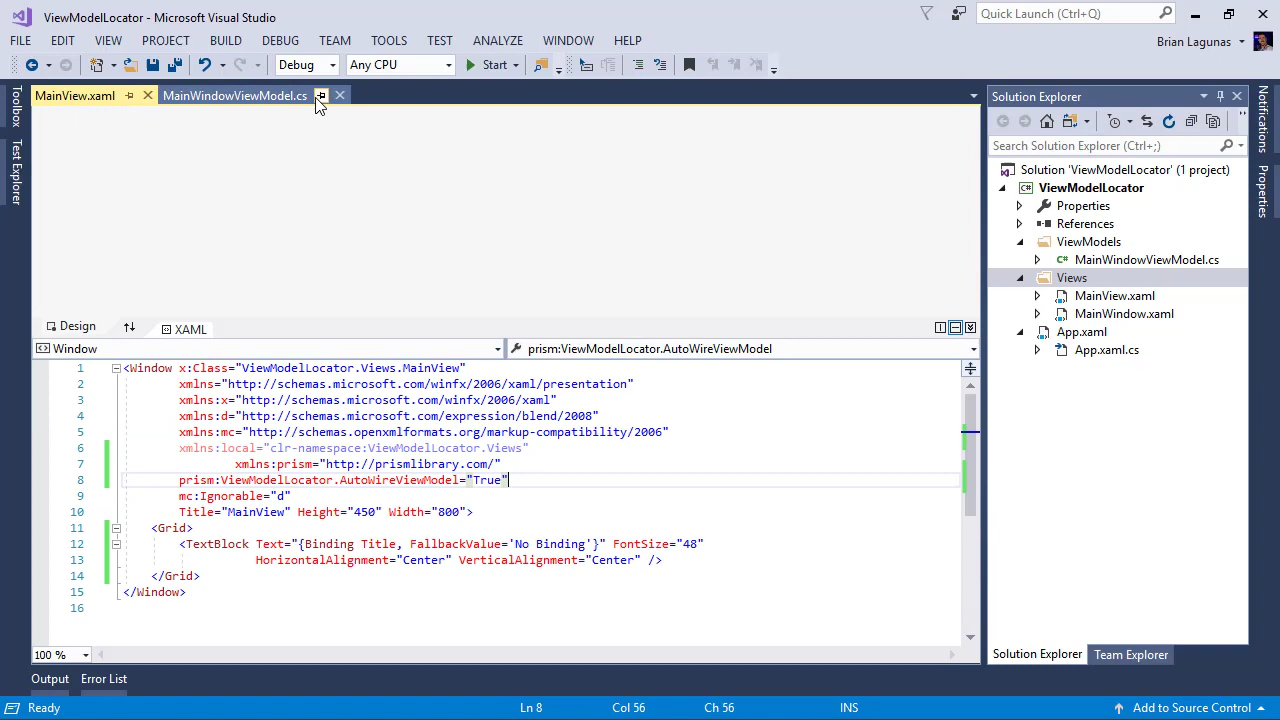 ViewModelLocator - Microsoft Visual Studio
Quick Launch (Ctrl+Q)
FILE EDIT VIEW PROJECT BUILD DEBUG TEAM TOOLS TEST ANALYZE WINDOW HELP
Brian Lagunas
Debug Any CPU Start
Toolbox
Test Explorer
MainView.xaml MainWindowViewModel.cs
Design XAML
Window prism:ViewModelLocator.AutoWireViewModel
1 <Window x:Class="ViewModelLocator.Views.MainView"
2 xmlns="http://schemas.microsoft.com/winfx/2006/xaml/presentation"
3 xmlns:x="http://schemas.microsoft.com/winfx/2006/xaml"
4 xmlns:d="http://schemas.microsoft.com/expression/blend/2008"
5 xmlns:mc="http://schemas.openxmlformats.org/markup-compatibility/2006"
6 xmlns:local="clr-namespace:ViewModelLocator.Views"
7 xmlns:prism="http://prismlibrary.com/"
8 prism:ViewModelLocator.AutoWireViewModel="True"
9 mc:Ignorable="d"
10 Title="MainView" Height="450" Width="800">
11 <Grid>
12 <TextBlock Text="{Binding Title, FallbackValue='No Binding'}" FontSize="48"
13 HorizontalAlignment="Center" VerticalAlignment="Center" />
14 </Grid>
15 </Window>
16
100 %
Solution Explorer
Search Solution Explorer (Ctrl+;)
Solution 'ViewModelLocator' (1 project)
C# ViewModelLocator
Properties
References
ViewModels
C# MainWindowViewModel.cs
Views
MainView.xaml
MainWindow.xaml
App.xaml
App.xaml.cs
Solution Explorer Team Explorer
Notifications
Properties
Output Error List
Ready Ln 8 Col 56 Ch 56 INS Add to Source Control